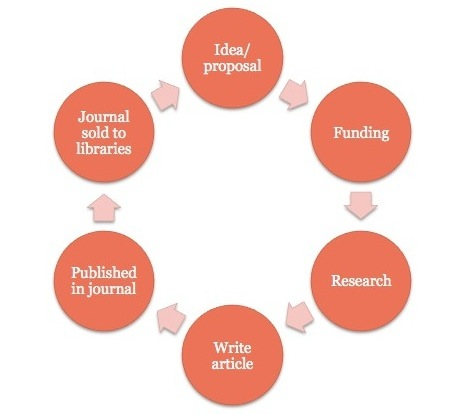 Idea/
proposal
Funding
Research
Write
article
Published
in journal
Journal
sold to
libraries